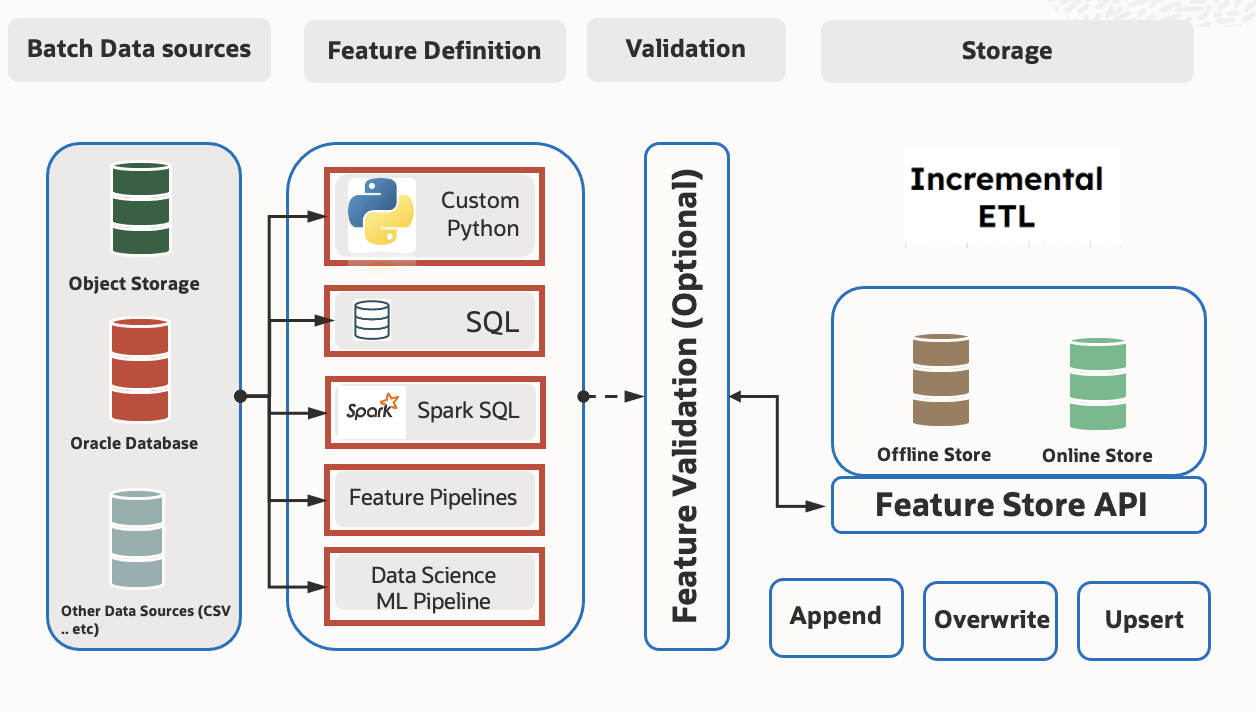 Batch Data sources
Feature Definition
Validation
Storage
Object Storage
Oracle Database
Other Data Sources (CSV
.. etc)
Custom
Python
SQL
Spark
Spark SQL
Feature Pipelines
Data Science
ML Pipeline
Feature Validation (Optional)
Incremental
ETL
Offline Store
Online Store
Feature Store API
Append
Overwrite
Upsert